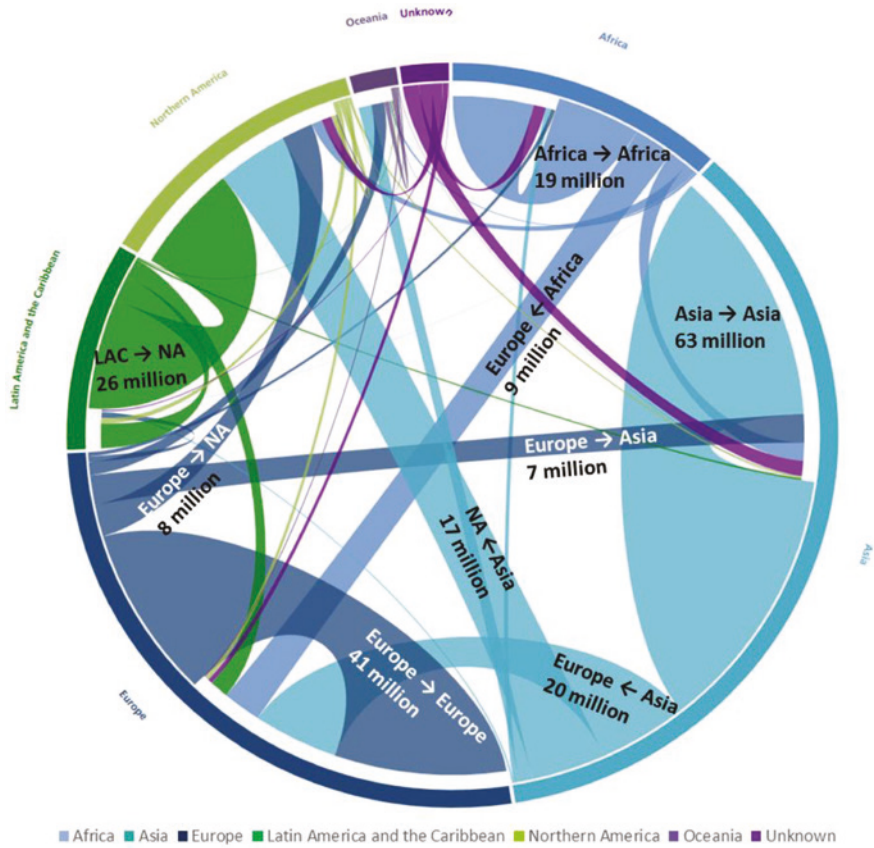 Oceania
Unknown
Africa
Northern America
Africa → Africa
19 million
Europe ← Africa
9 million
Asia → Asia
63 million
Latin America and the Caribbean
LAC → NA
26 million
Europe → NA
8 million
Europe → Asia
7 million
NA ← Asia
17 million
Asia
Europe → Europe
41 million
Europe ← Asia
20 million
Europe
Africa Asia Europe Latin America and the Caribbean Northern America Oceania Unknown